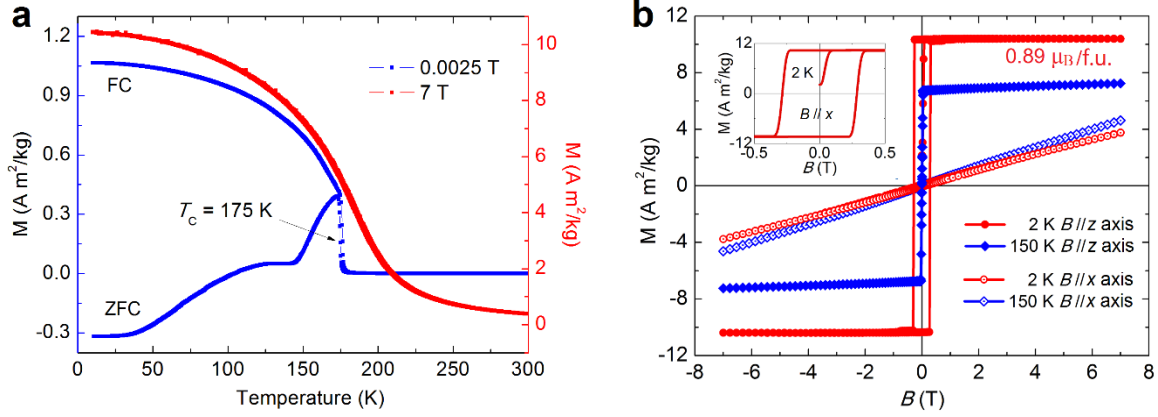 a
M (A m²/kg)
1.2
0.9
0.6
0.3
0.0
-0.3
FC
ZFC
T_C = 175 K
0.0025 T
7 T
10
8
6
4
2
0
M (A m²/kg)
0 50 100 150 200 250 300
Temperature (K)
b
M (A m²/kg)
12
8
4
0
-4
-8
-12
M (A m²/kg)
12
0
-12
2 K
B // x
-0.5 0.0 0.5
B (T)
0.89 μ_B/f.u.
2 K B // z axis
150 K B // z axis
2 K B // x axis
150 K B // x axis
-8 -6 -4 -2 0 2 4 6 8
B (T)